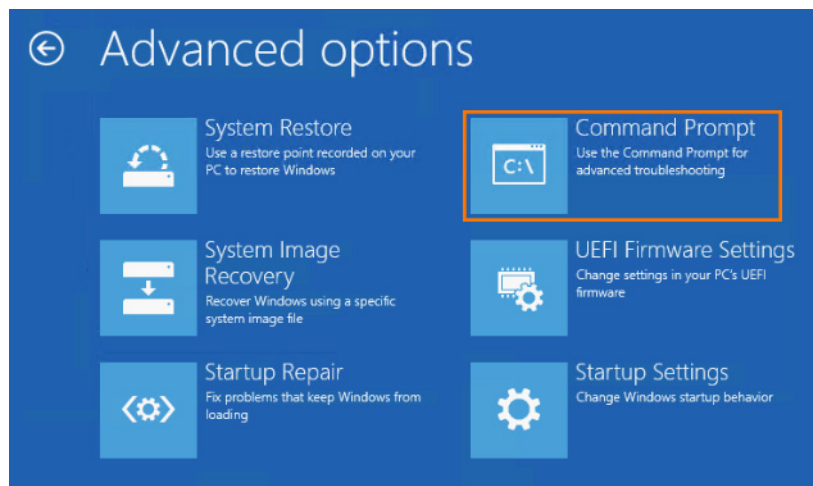 Advanced options
System Restore
Use a restore point recorded on your
PC to restore Windows
C:\
Command Prompt
Use the Command Prompt for
advanced troubleshooting
System Image
Recovery
Recover Windows using a specific
system image file
UEFI Firmware Settings
Change settings in your PC's UEFI
firmware
Startup Repair
Fix problems that keep Windows from
loading
Startup Settings
Change Windows startup behavior